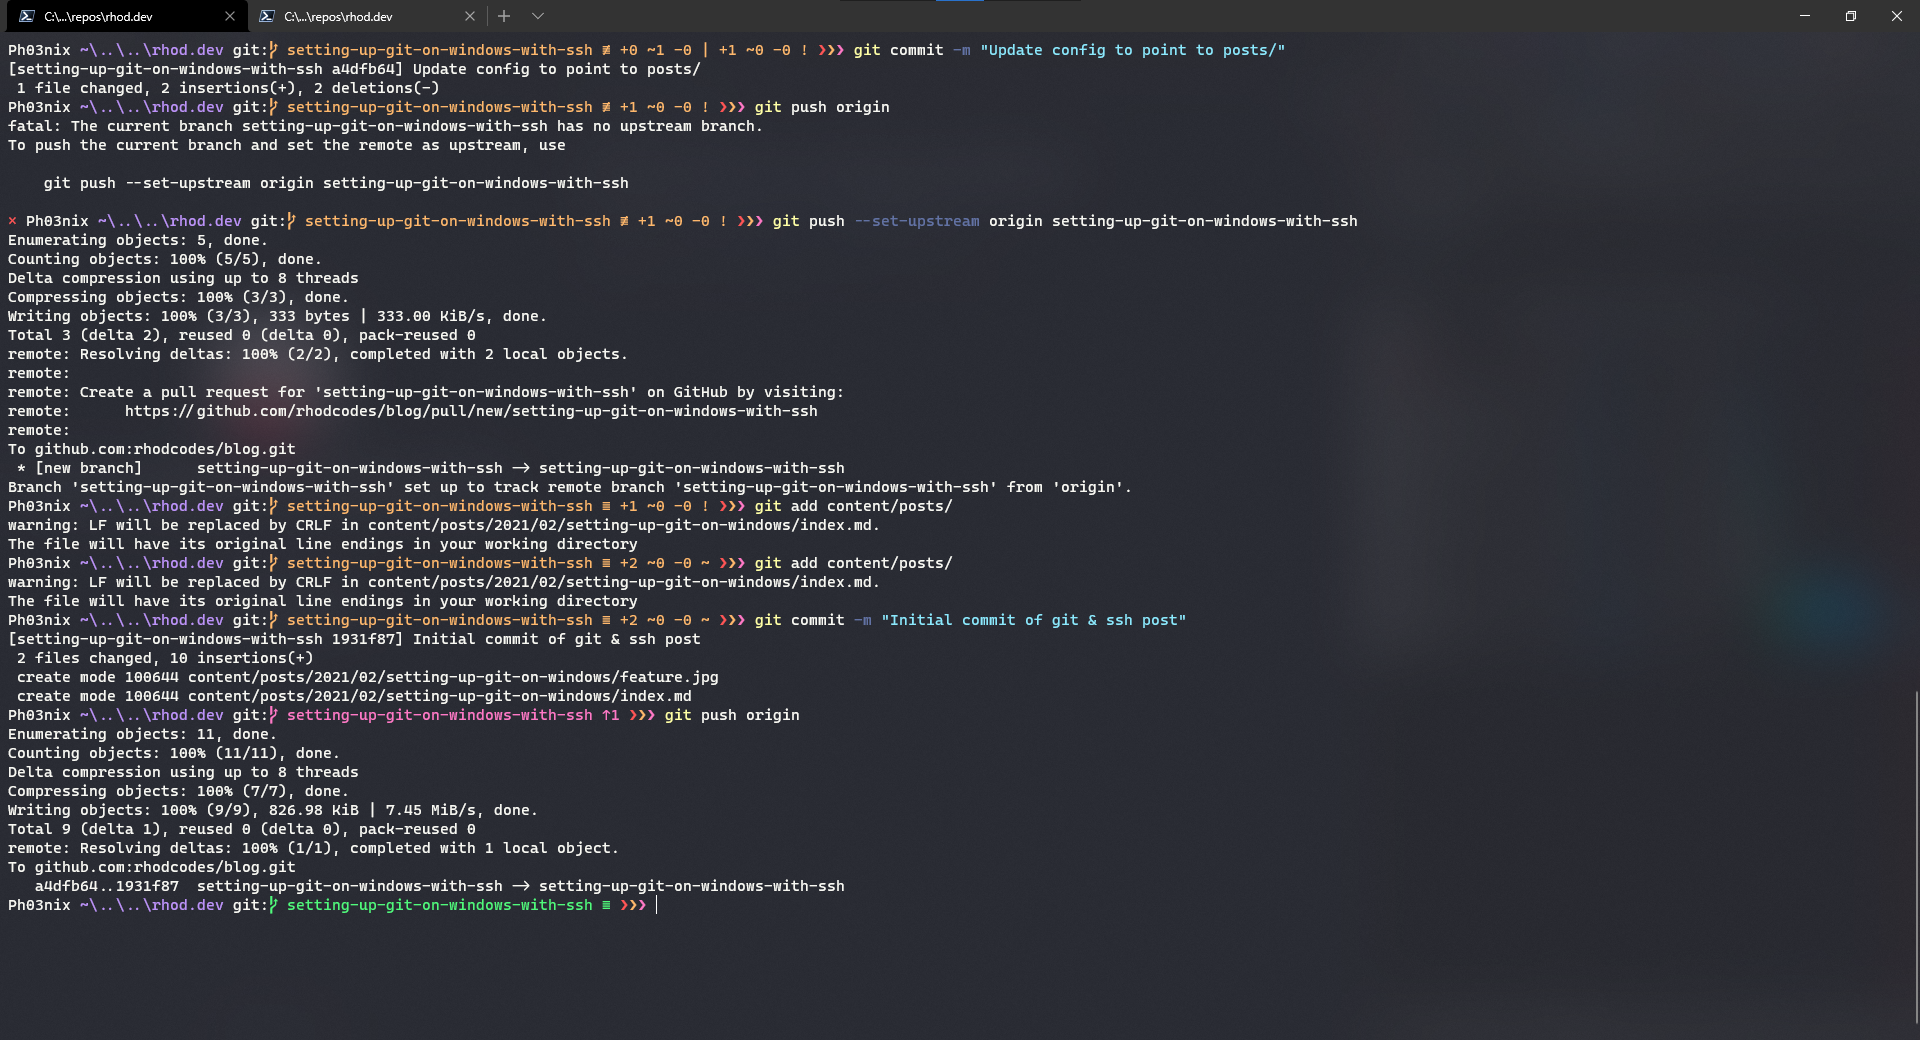 C:\...\repos\rhod.dev
C:\...\repos\rhod.dev
Ph03nix ~\..\..\rhod.dev git: setting-up-git-on-windows-with-ssh ≢ +0 ~1 -0 | +1 ~0 -0 ! ❯❯❯ git commit -m "Update config to point to posts/"
[setting-up-git-on-windows-with-ssh a4dfb64] Update config to point to posts/
1 file changed, 2 insertions(+), 2 deletions(-)
Ph03nix ~\..\..\rhod.dev git: setting-up-git-on-windows-with-ssh ≢ +1 ~0 -0 ! ❯❯❯ git push origin
fatal: The current branch setting-up-git-on-windows-with-ssh has no upstream branch.
To push the current branch and set the remote as upstream, use
git push --set-upstream origin setting-up-git-on-windows-with-ssh
× Ph03nix ~\..\..\rhod.dev git: setting-up-git-on-windows-with-ssh ≢ +1 ~0 -0 ! ❯❯❯ git push --set-upstream origin setting-up-git-on-windows-with-ssh
Enumerating objects: 5, done.
Counting objects: 100% (5/5), done.
Delta compression using up to 8 threads
Compressing objects: 100% (3/3), done.
Writing objects: 100% (3/3), 333 bytes | 333.00 KiB/s, done.
Total 3 (delta 2), reused 0 (delta 0), pack-reused 0
remote: Resolving deltas: 100% (2/2), completed with 2 local objects.
remote:
remote: Create a pull request for 'setting-up-git-on-windows-with-ssh' on GitHub by visiting:
remote:      https://github.com/rhodcodes/blog/pull/new/setting-up-git-on-windows-with-ssh
remote:
To github.com:rhodcodes/blog.git
* [new branch]      setting-up-git-on-windows-with-ssh -> setting-up-git-on-windows-with-ssh
Branch 'setting-up-git-on-windows-with-ssh' set up to track remote branch 'setting-up-git-on-windows-with-ssh' from 'origin'.
Ph03nix ~\..\..\rhod.dev git: setting-up-git-on-windows-with-ssh ≡ +1 ~0 -0 ! ❯❯❯ git add content/posts/
warning: LF will be replaced by CRLF in content/posts/2021/02/setting-up-git-on-windows/index.md.
The file will have its original line endings in your working directory
Ph03nix ~\..\..\rhod.dev git: setting-up-git-on-windows-with-ssh ≡ +2 ~0 -0 ~ ❯❯❯ git add content/posts/
warning: LF will be replaced by CRLF in content/posts/2021/02/setting-up-git-on-windows/index.md.
The file will have its original line endings in your working directory
Ph03nix ~\..\..\rhod.dev git: setting-up-git-on-windows-with-ssh ≡ +2 ~0 -0 ~ ❯❯❯ git commit -m "Initial commit of git & ssh post"
[setting-up-git-on-windows-with-ssh 1931f87] Initial commit of git & ssh post
2 files changed, 10 insertions(+)
create mode 100644 content/posts/2021/02/setting-up-git-on-windows/feature.jpg
create mode 100644 content/posts/2021/02/setting-up-git-on-windows/index.md
Ph03nix ~\..\..\rhod.dev git: setting-up-git-on-windows-with-ssh ↑1 ❯❯❯ git push origin
Enumerating objects: 11, done.
Counting objects: 100% (11/11), done.
Delta compression using up to 8 threads
Compressing objects: 100% (7/7), done.
Writing objects: 100% (9/9), 826.98 KiB | 7.45 MiB/s, done.
Total 9 (delta 1), reused 0 (delta 0), pack-reused 0
remote: Resolving deltas: 100% (1/1), completed with 1 local object.
To github.com:rhodcodes/blog.git
a4dfb64..1931f87  setting-up-git-on-windows-with-ssh -> setting-up-git-on-windows-with-ssh
Ph03nix ~\..\..\rhod.dev git: setting-up-git-on-windows-with-ssh ≡ ❯❯❯